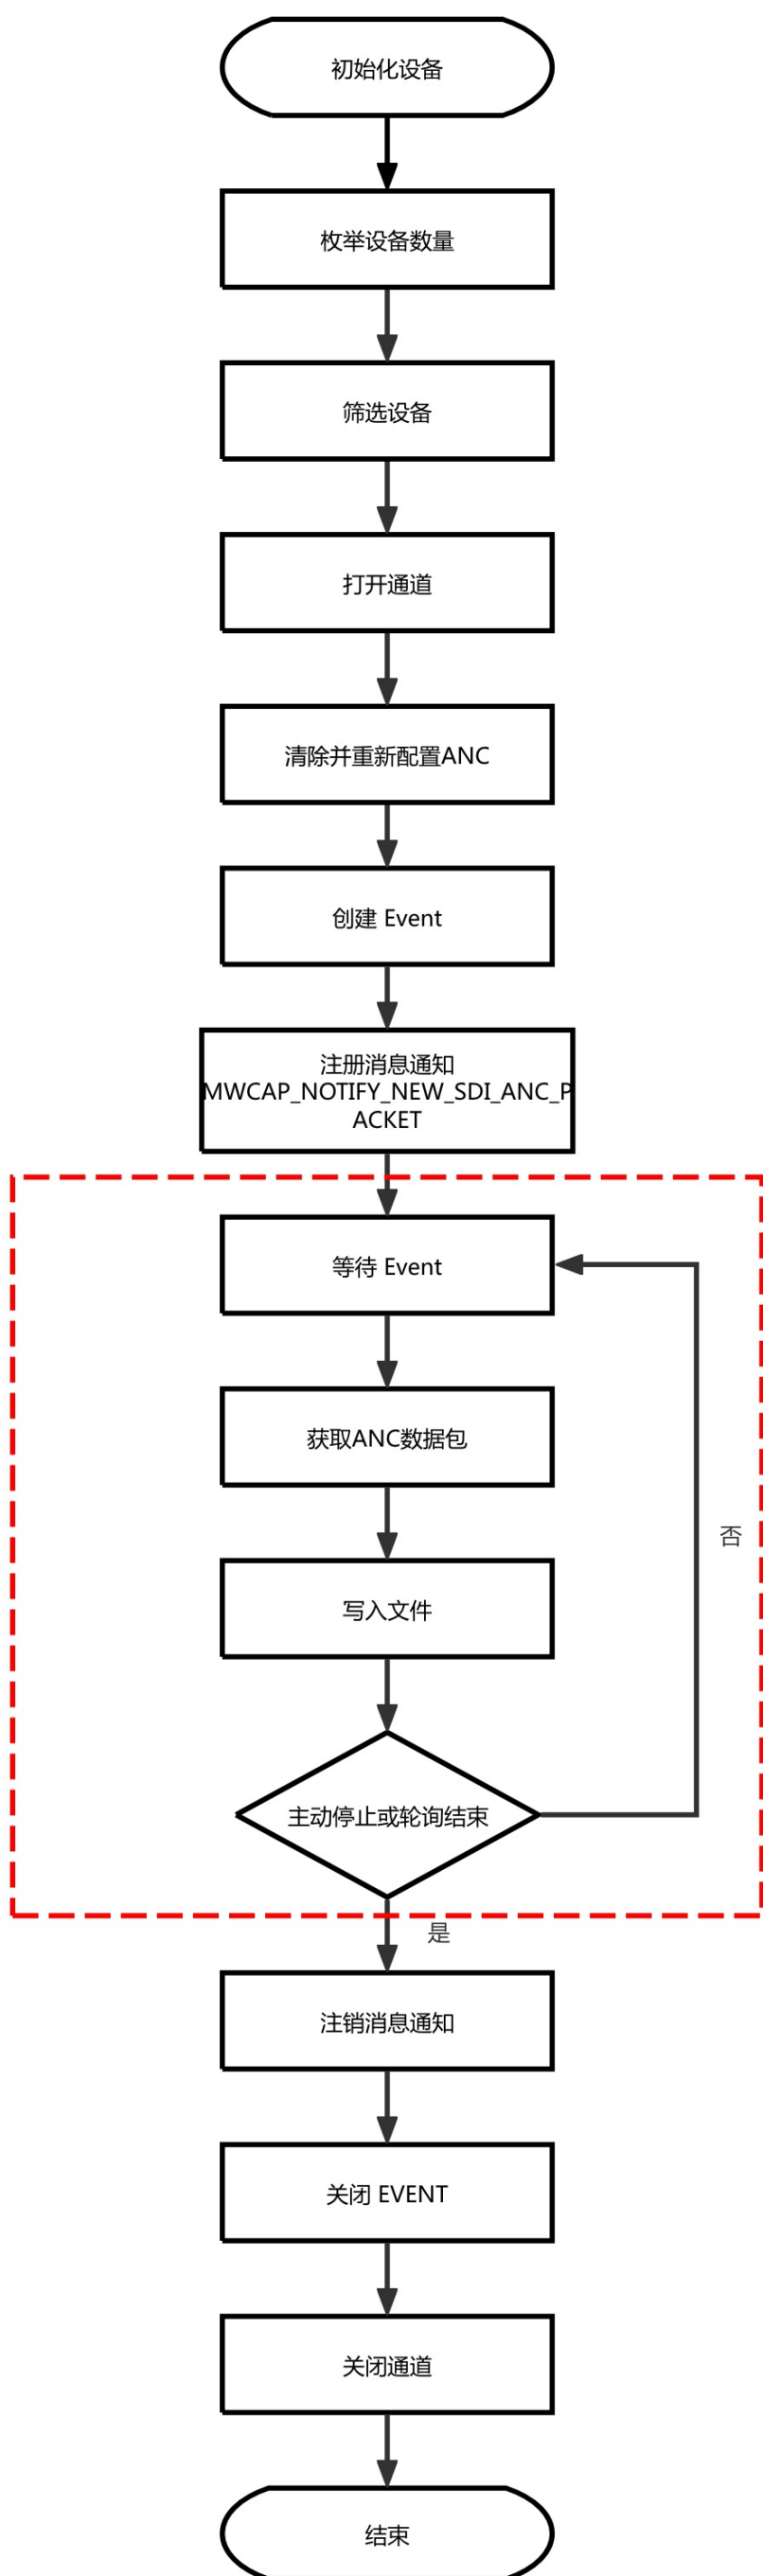 初始化设备
枚举设备数量
筛选设备
打开通道
清除并重新配置ANC
创建 Event
注册消息通知
MWCAP_NOTIFY_NEW_SDI_ANC_P
ACKET
等待 Event
获取ANC数据包
否
写入文件
主动停止或轮询结束
是
注销消息通知
关闭 EVENT
关闭通道
结束